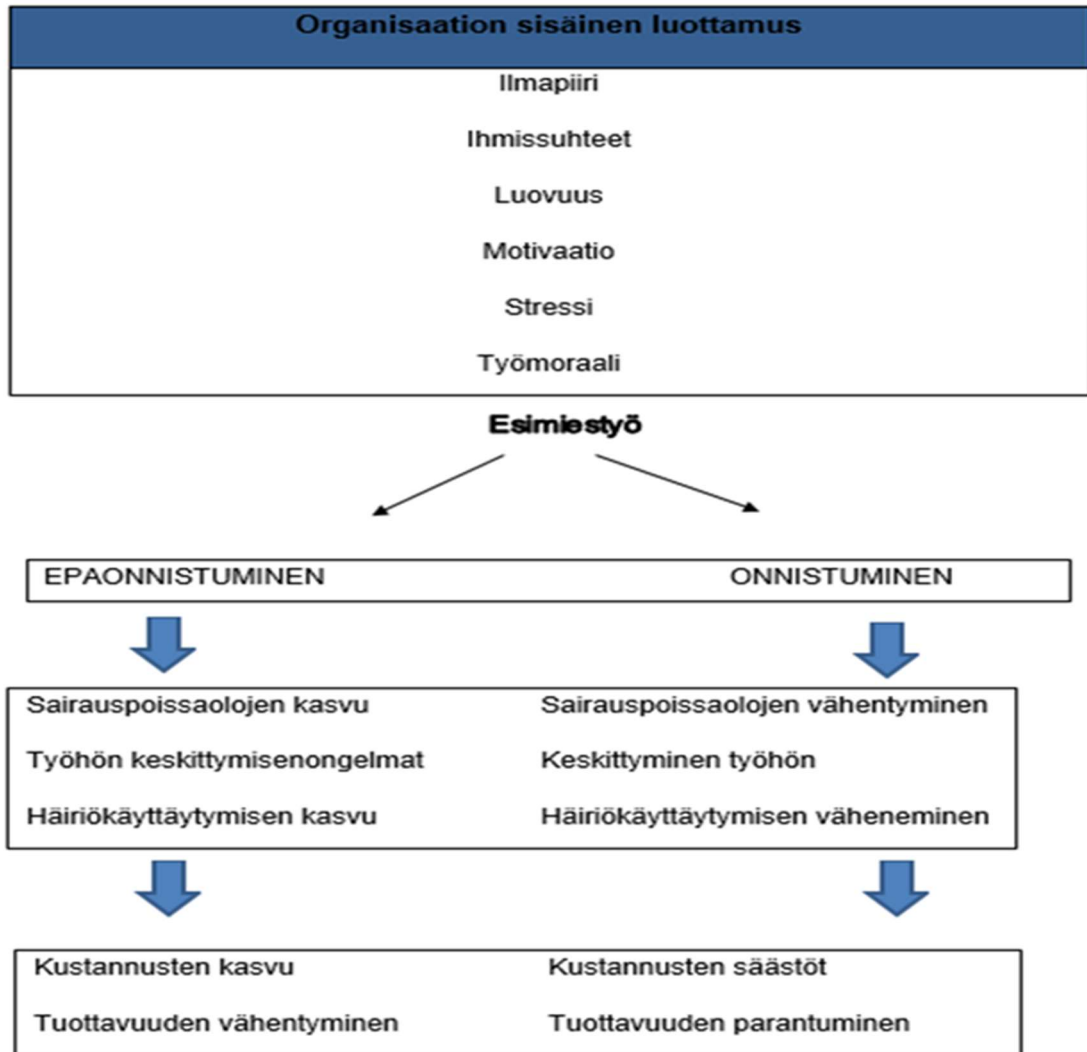 Organisaation sisäinen luottamus
Ilmapiiri
Ihmissuhteet
Luovuus
Motivaatio
Stressi
Työmoraali
Esimiestyö
EPAONNISTUMINEN ONNISTUMINEN
Sairauspoissaolojen kasvu Sairauspoissaolojen vähentyminen
Työhön keskittymisenongelmat Keskittyminen työhön
Häiriökäyttäytymisen kasvu Häiriökäyttäytymisen väheneminen
Kustannusten kasvu Kustannusten säästöt
Tuottavuuden vähentyminen Tuottavuuden parantuminen